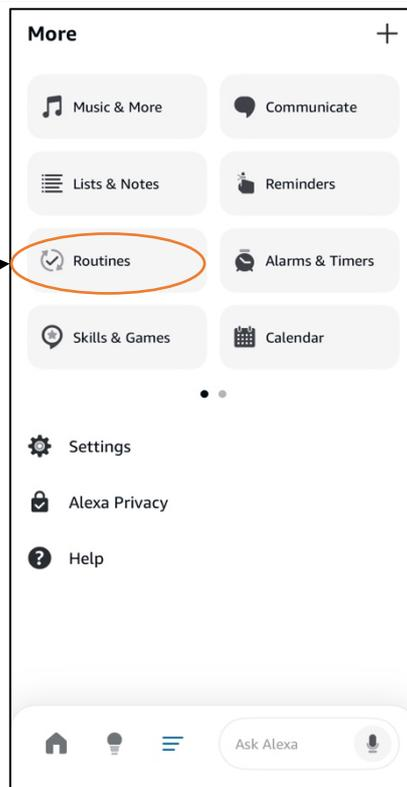 More
Music & More
Communicate
Lists & Notes
Reminders
Routines
Alarms & Timers
Skills & Games
Calendar
Settings
Alexa Privacy
Help
Ask Alexa